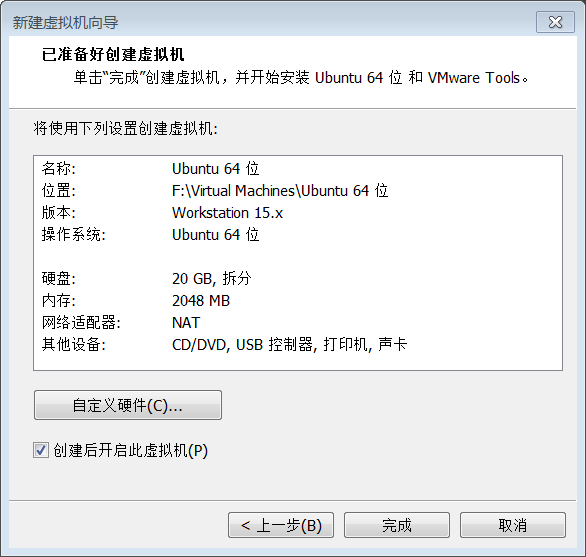 新建虚拟机向导
已准备好创建虚拟机
单击“完成”创建虚拟机，并开始安装 Ubuntu 64 位 和 VMware Tools。
将使用下列设置创建虚拟机:
名称: Ubuntu 64 位
位置: F:\Virtual Machines\Ubuntu 64 位
版本: Workstation 15.x
操作系统: Ubuntu 64 位
硬盘: 20 GB, 拆分
内存: 2048 MB
网络适配器: NAT
其他设备: CD/DVD, USB 控制器, 打印机, 声卡
自定义硬件(C)...
创建后开启此虚拟机(P)
< 上一步(B) 完成 取消